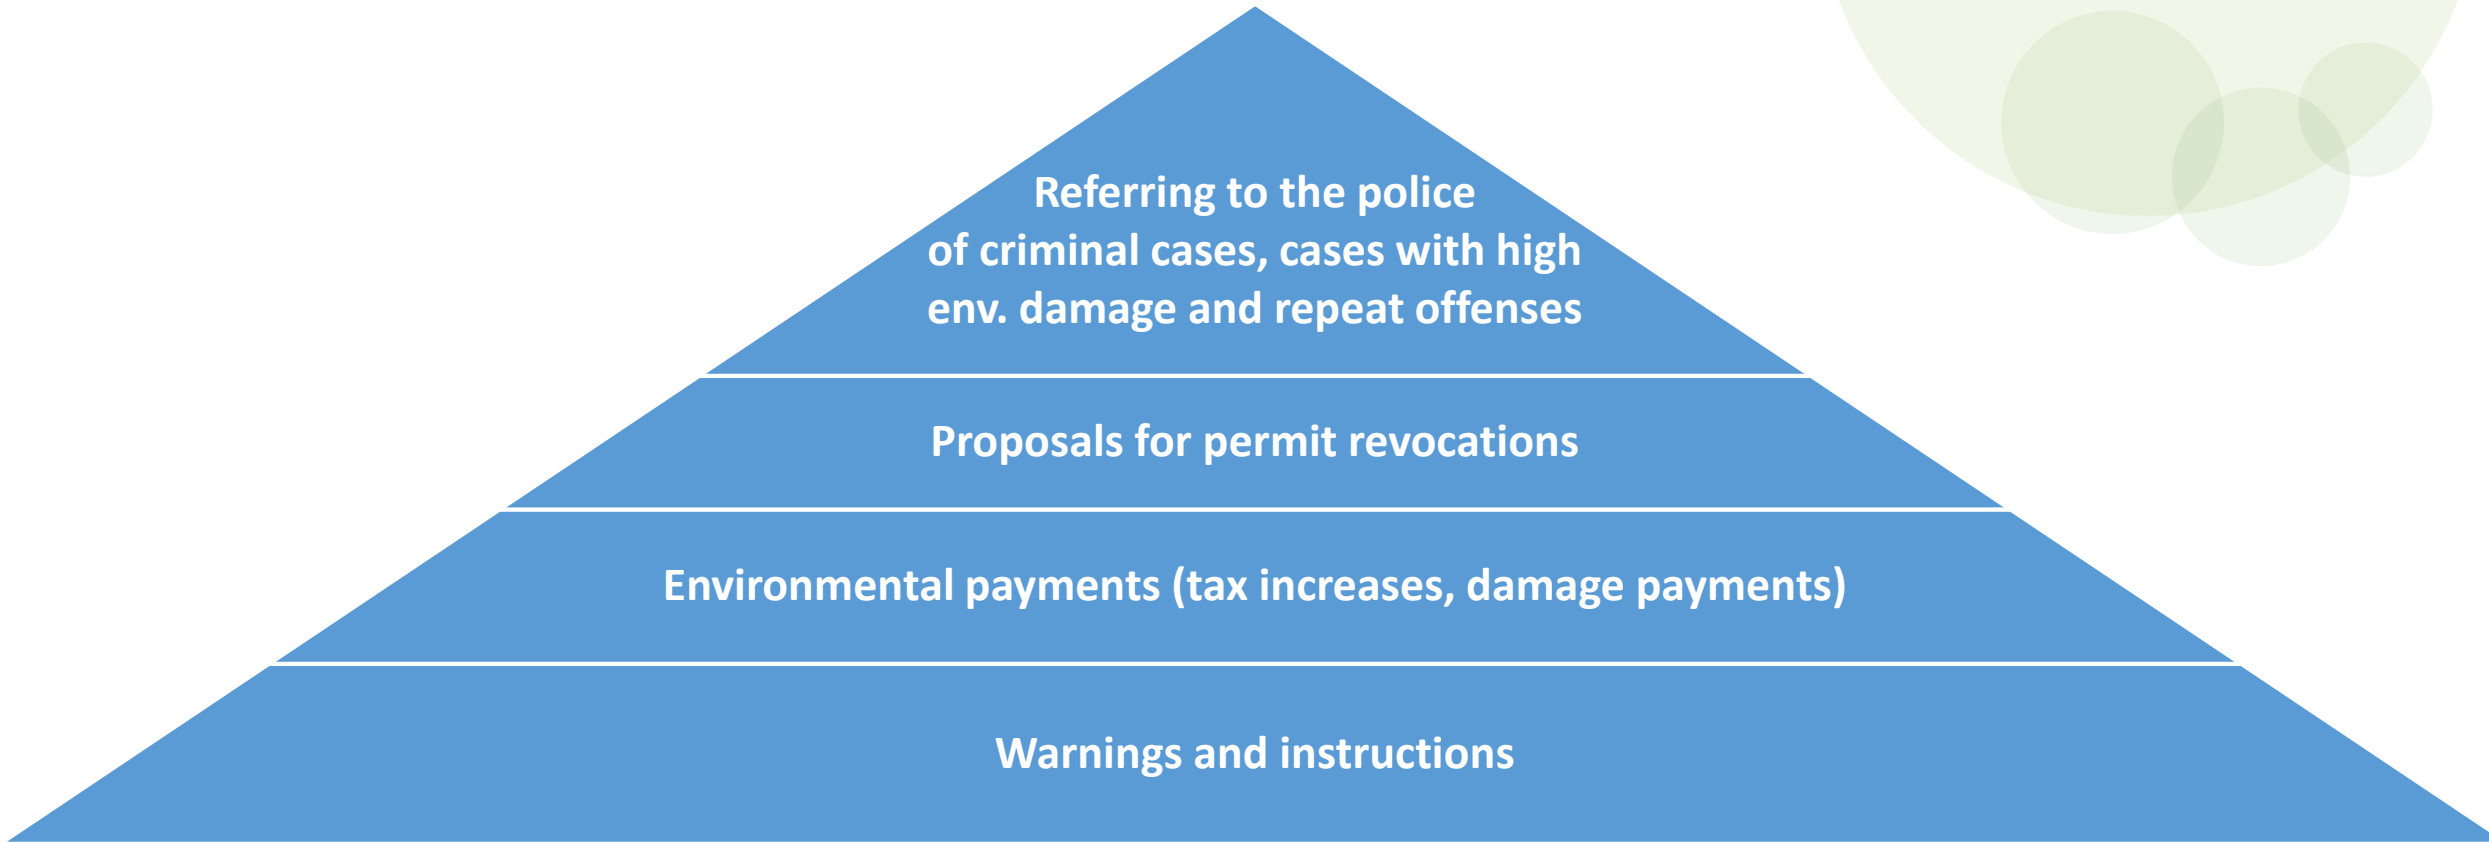 Referring to the police
of criminal cases, cases with high
env. damage and repeat offenses
Proposals for permit revocations
Environmental payments (tax increases, damage payments)
Warnings and instructions